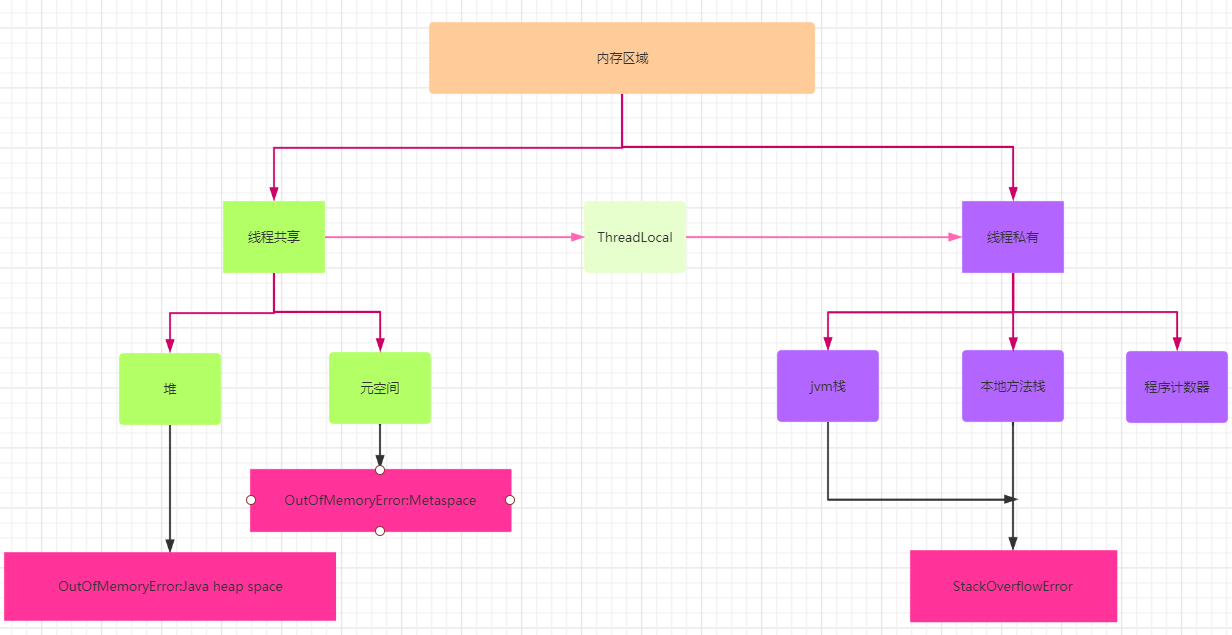 内存区域
线程共享
ThreadLocal
线程私有
堆
元空间
jvm栈
本地方法栈
程序计数器
OutOfMemoryError:Metaspace
OutOfMemoryError:Java heap space
StackOverflowError